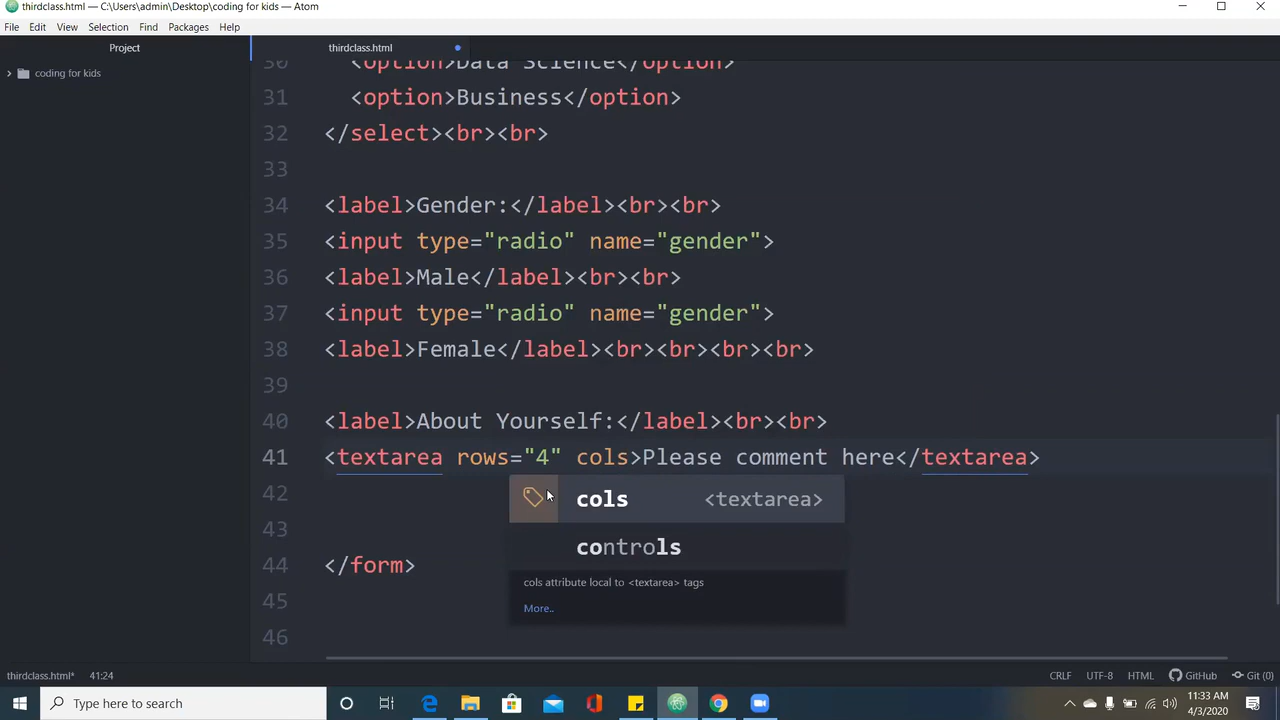 thirdclass.html — C:\Users\admin\Desktop\coding for kids — Atom
File Edit View Selection Find Packages Help
Project
thirdclass.html
coding for kids
30 <option>Data Science</option>
31 <option>Business</option>
32 </select><br><br>
33
34 <label>Gender:</label><br><br>
35 <input type="radio" name="gender">
36 <label>Male</label><br><br>
37 <input type="radio" name="gender">
38 <label>Female</label><br><br><br><br>
39
40 <label>About Yourself:</label><br><br>
41 <textarea rows="4" cols>Please comment here</textarea>
42 cols <textarea>
43 controls
44 </form>
cols attribute local to <textarea> tags
45 More..
46
thirdclass.html* 41:24 CRLF UTF-8 HTML GitHub Git (0)
Type here to search
11:33 AM
4/3/2020